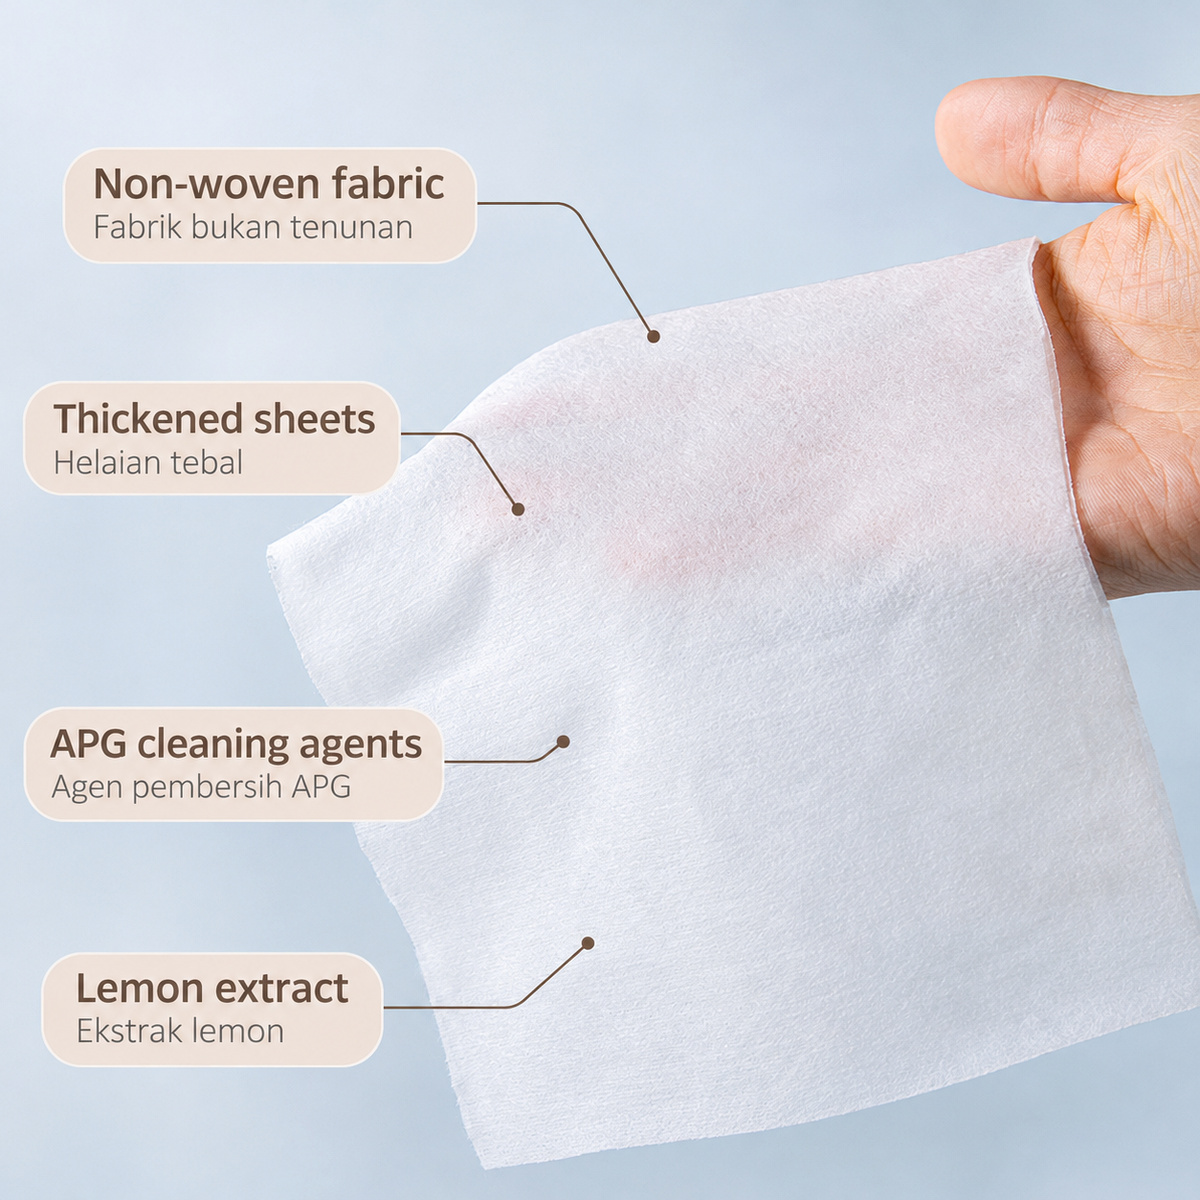 Non-woven fabric
Fabrik bukan tenunan
Thickened sheets
Helaian tebal
APG cleaning agents
Agen pembersih APG
Lemon extract
Ekstrak lemon